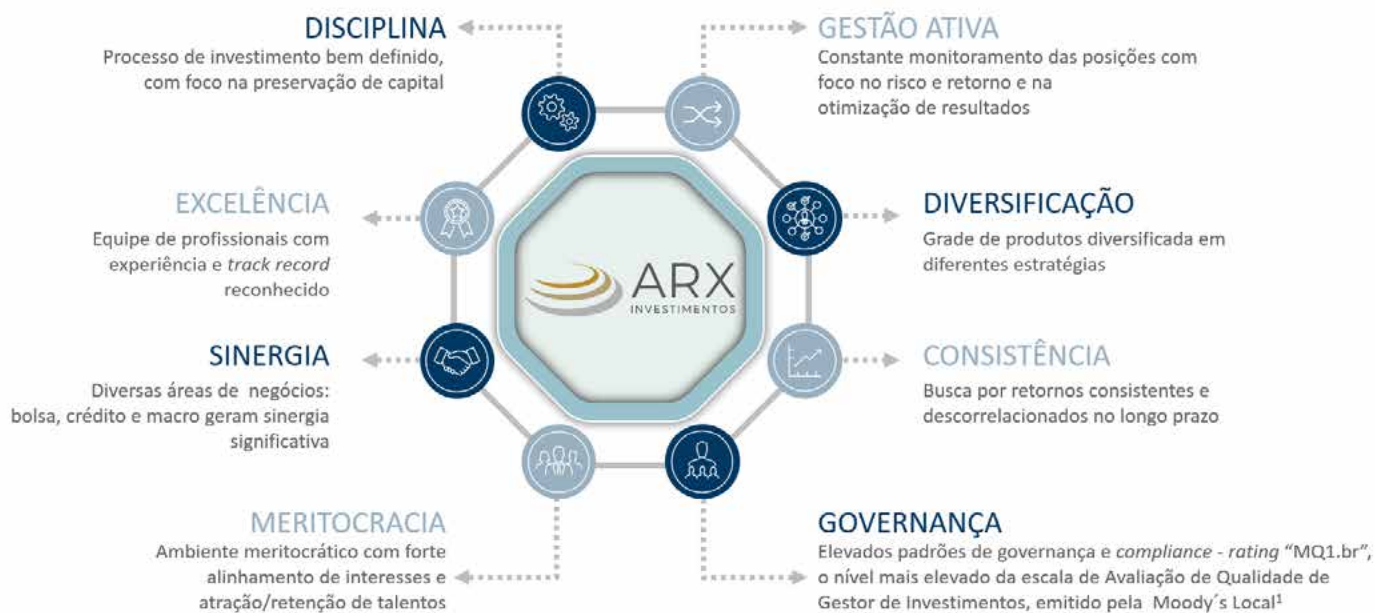 DISCIPLINA
Processo de investimento bem definido,
com foco na preservação de capital
GESTÃO ATIVA
Constante monitoramento das posições com
foco no risco e retorno e na
otimização de resultados
EXCELÊNCIA
Equipe de profissionais com
experiência e track record
reconhecido
DIVERSIFICAÇÃO
Grade de produtos diversificada em
diferentes estratégias
ARX
INVESTIMENTOS
SINERGIA
Diversas áreas de negócios:
bolsa, crédito e macro geram sinergia
significativa
CONSISTÊNCIA
Busca por retornos consistentes e
descorrelacionados no longo prazo
MERITOCRACIA
Ambiente meritocrático com forte
alinhamento de interesses e
atração/retenção de talentos
GOVERNANÇA
Elevados padrões de governança e compliance - rating “MQ1.br”,
o nível mais elevado da escala de Avaliação de Qualidade de
Gestor de Investimentos, emitido pela Moody´s Local¹